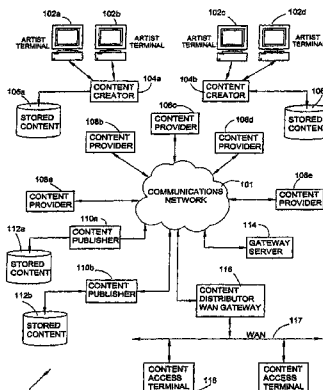 102a 102b 102c 102d
ARTIST TERMINAL ARTIST TERMINAL ARTIST TERMINAL ARTIST TERMINAL
104a 104b
CONTENT CREATOR CONTENT CREATOR
106a
STORED CONTENT
108c
CONTENT PROVIDER
108b 108d
CONTENT PROVIDER CONTENT PROVIDER
101
COMMUNICATIONS NETWORK
108a 108e
CONTENT PROVIDER CONTENT PROVIDER
110a
CONTENT PUBLISHER
112a
STORED CONTENT
114
GATEWAY SERVER
110b
CONTENT PUBLISHER
112b
STORED CONTENT
116
CONTENT DISTRIBUTOR WAN GATEWAY
117
WAN
CONTENT ACCESS TERMINAL CONTENT ACCESS TERMINAL
118